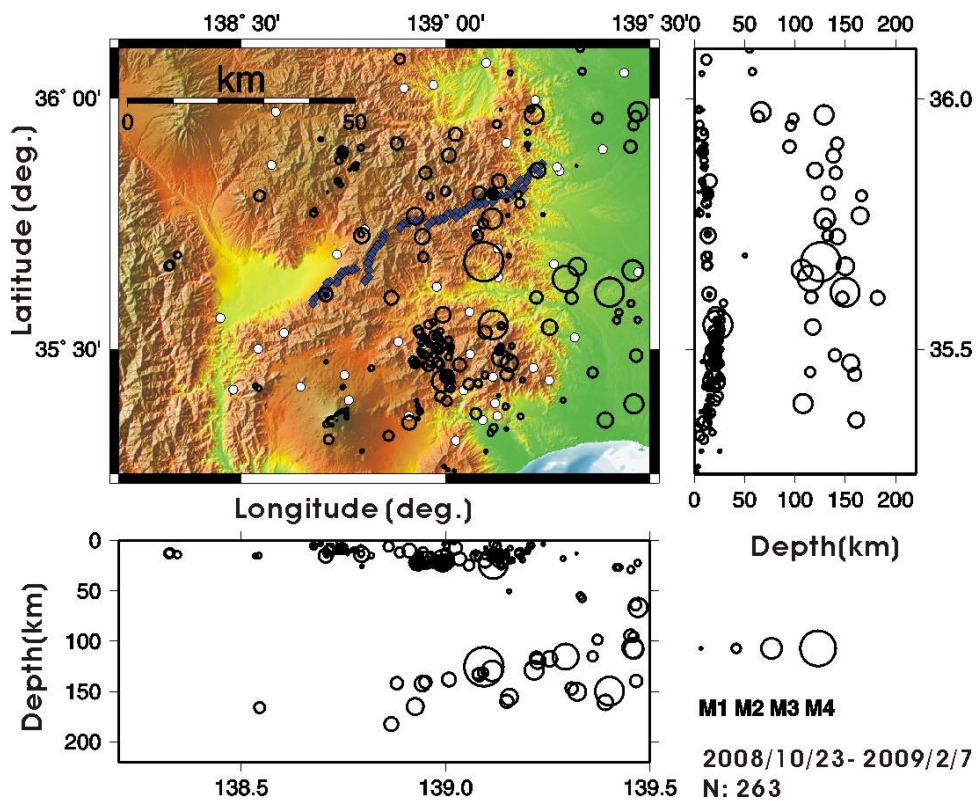 138° 30' 139° 00' 139° 30'
36° 00'
35° 30'
km
0 50
Latitude (deg.)
Longitude (deg.)
0 50 100 150 200
36.0
35.5
0 50 100 150 200
Depth(km)
0
50
100
150
200
Depth(km)
138.5 139.0 139.5
M1 M2 M3 M4
2008/10/23- 2009/2/7
N: 263